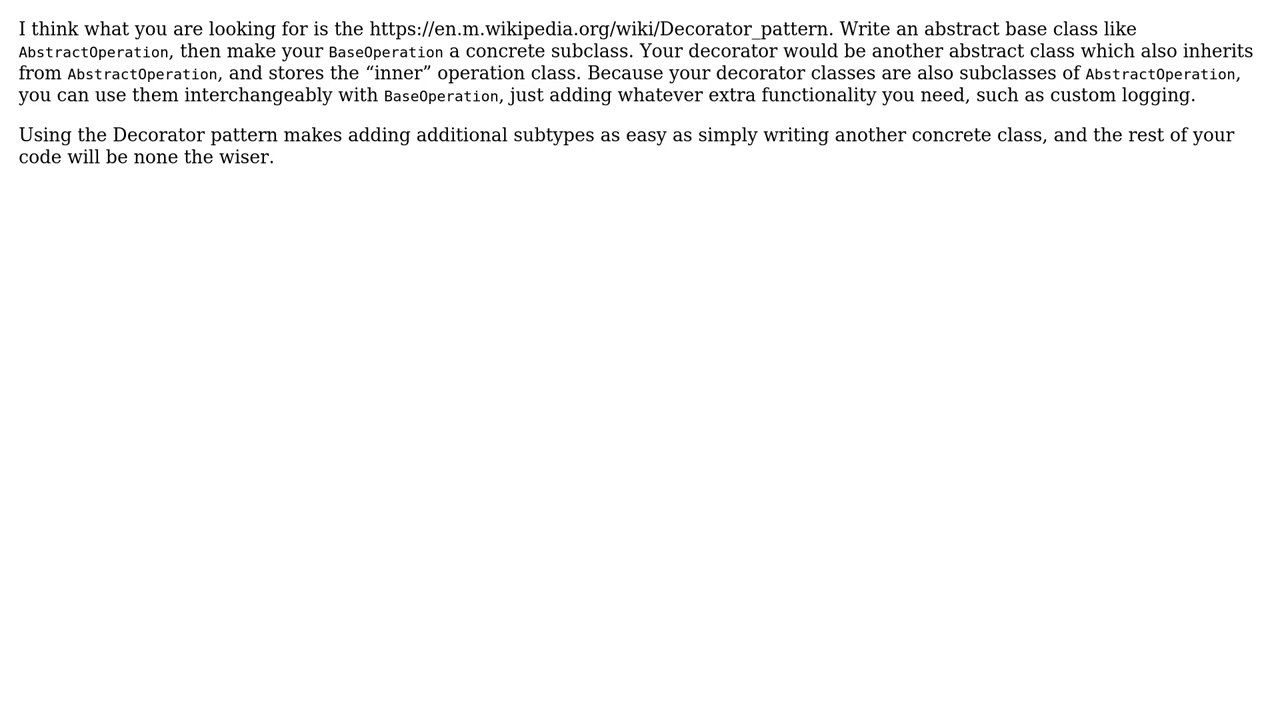 I think what you are looking for is the https://en.m.wikipedia.org/wiki/Decorator_pattern. Write an abstract base class like
AbstractOperation, then make your BaseOperation a concrete subclass. Your decorator would be another abstract class which also inherits
from AbstractOperation, and stores the “inner” operation class. Because your decorator classes are also subclasses of AbstractOperation,
you can use them interchangeably with BaseOperation, just adding whatever extra functionality you need, such as custom logging.
Using the Decorator pattern makes adding additional subtypes as easy as simply writing another concrete class, and the rest of your
code will be none the wiser.